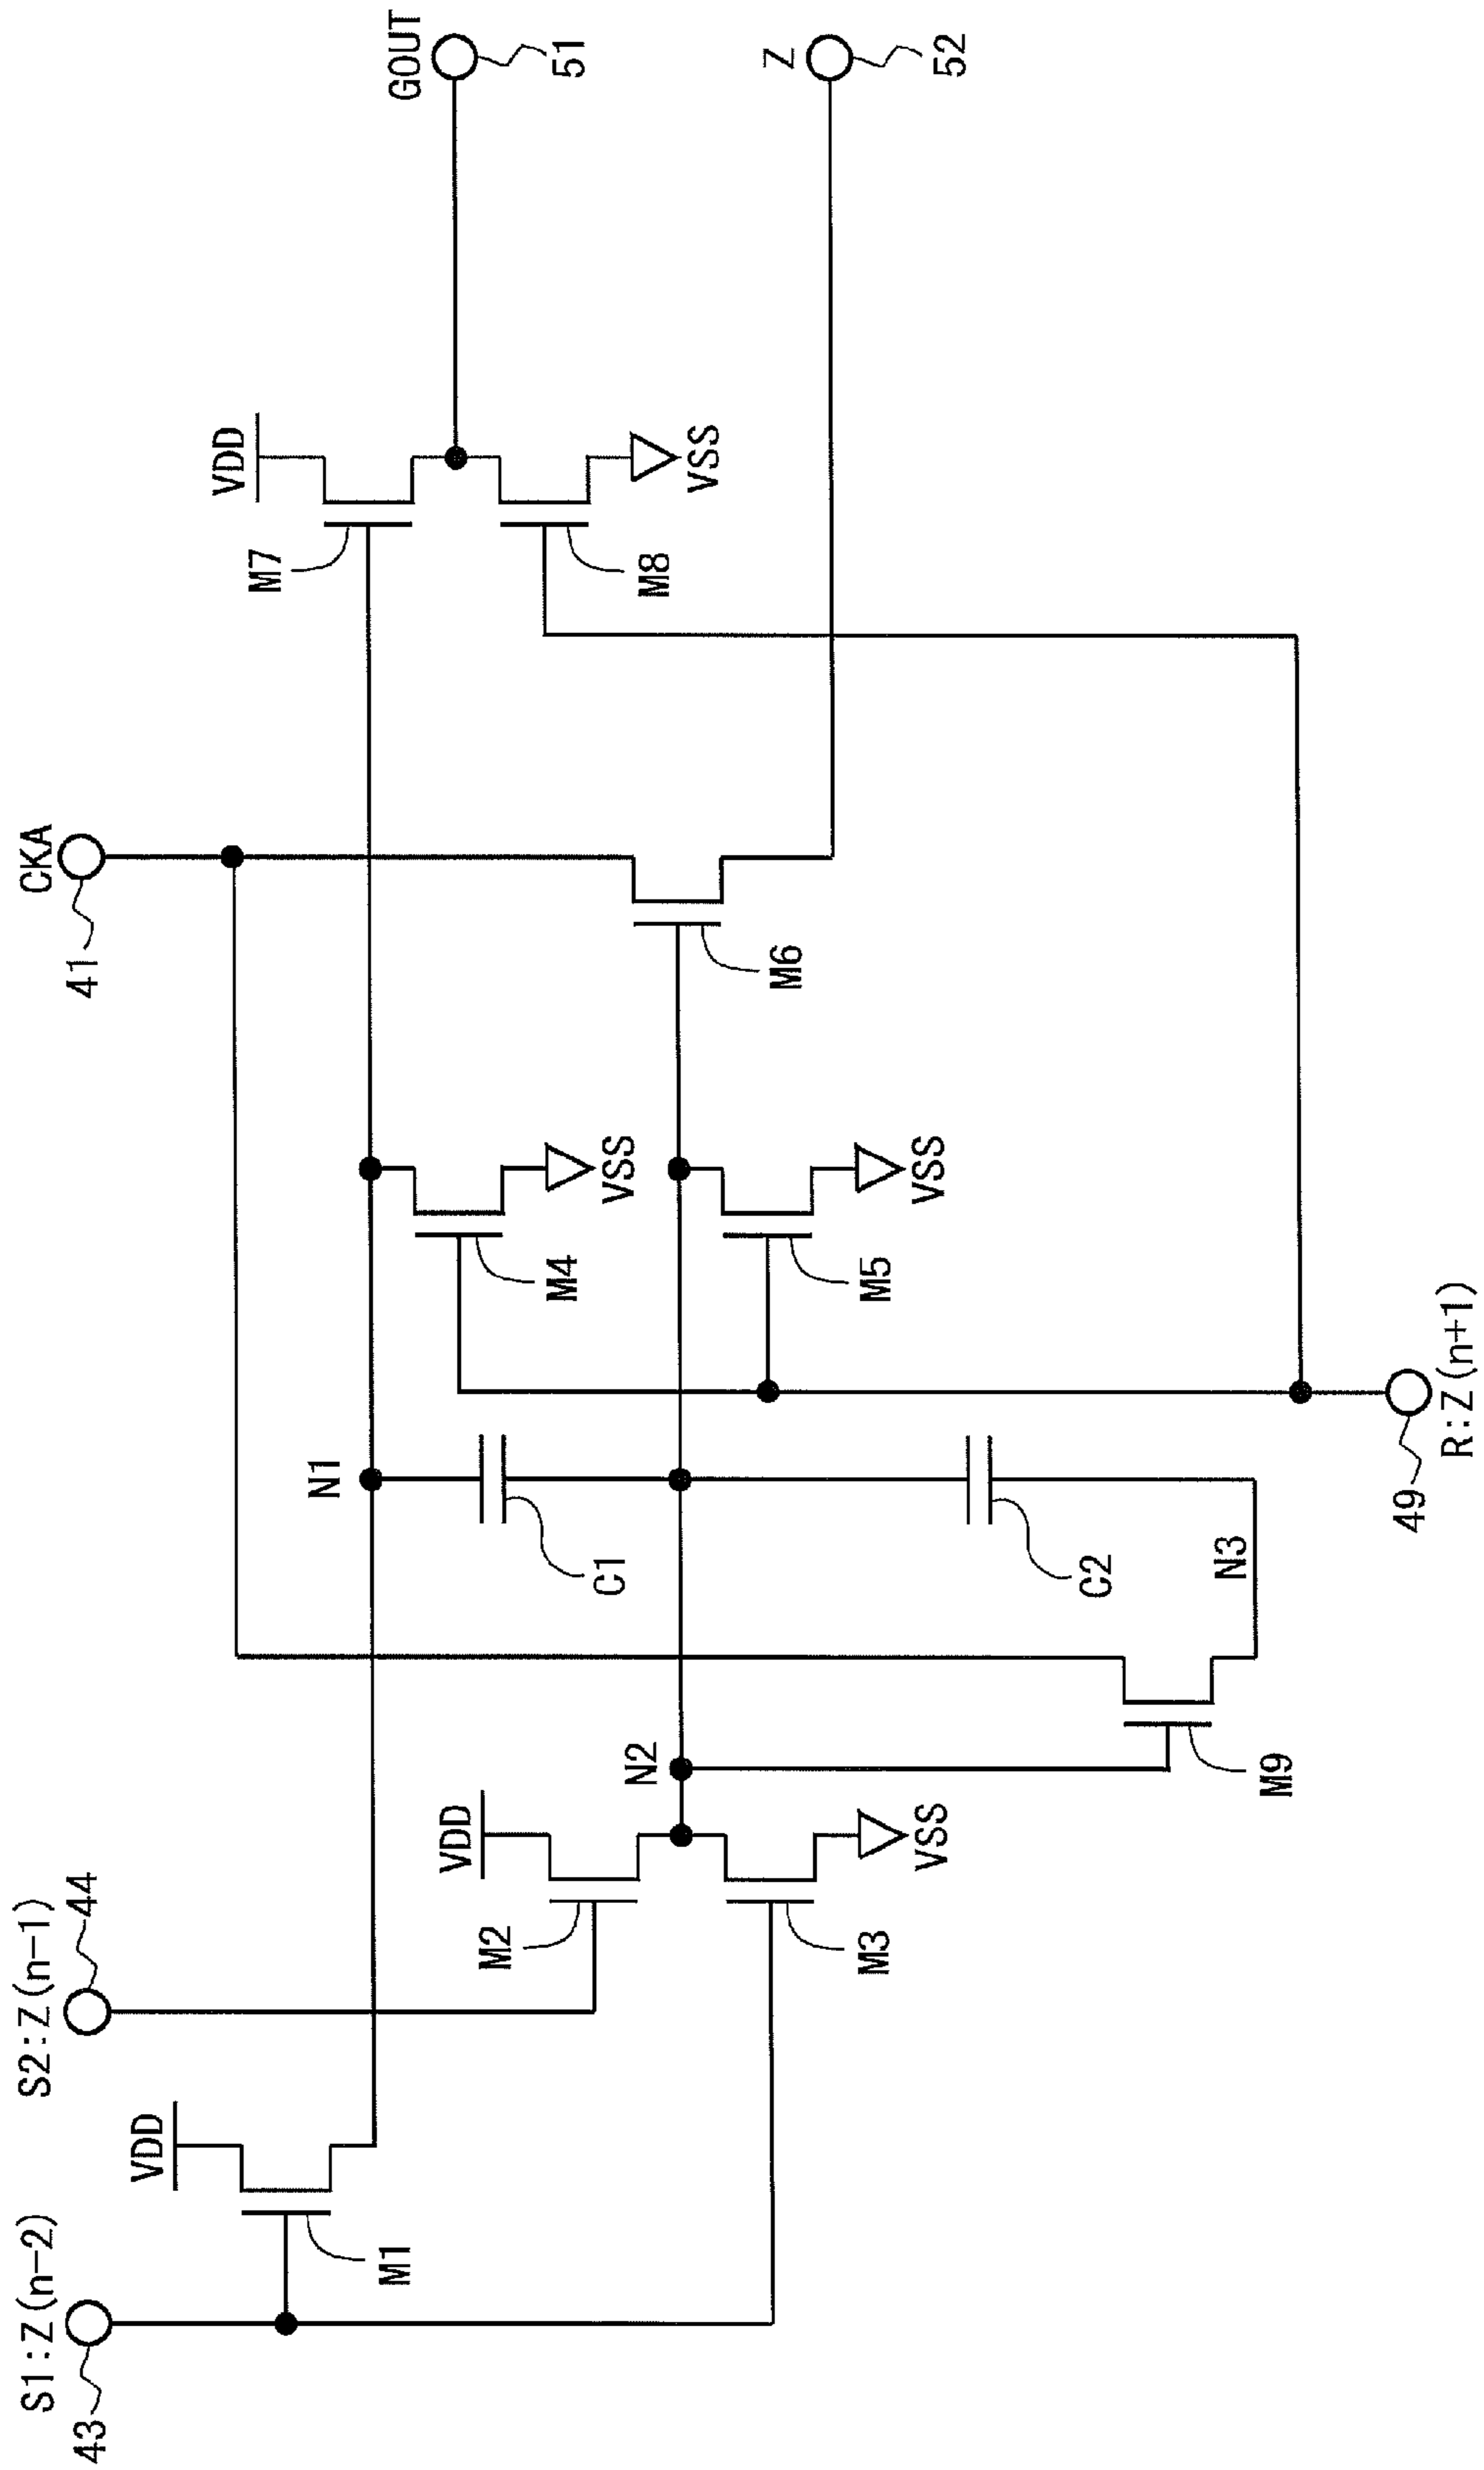 S1:Z(n-2)
43
S2:Z(n-1)
44
CKA
41
VDD
M1
VDD
M2
M3
VSS
N2
N1
C1
C2
N3
M9
M4
VSS
M5
VSS
M6
VDD
M7
M8
VSS
GOUT
51
Z
52
49
R:Z(n+1)